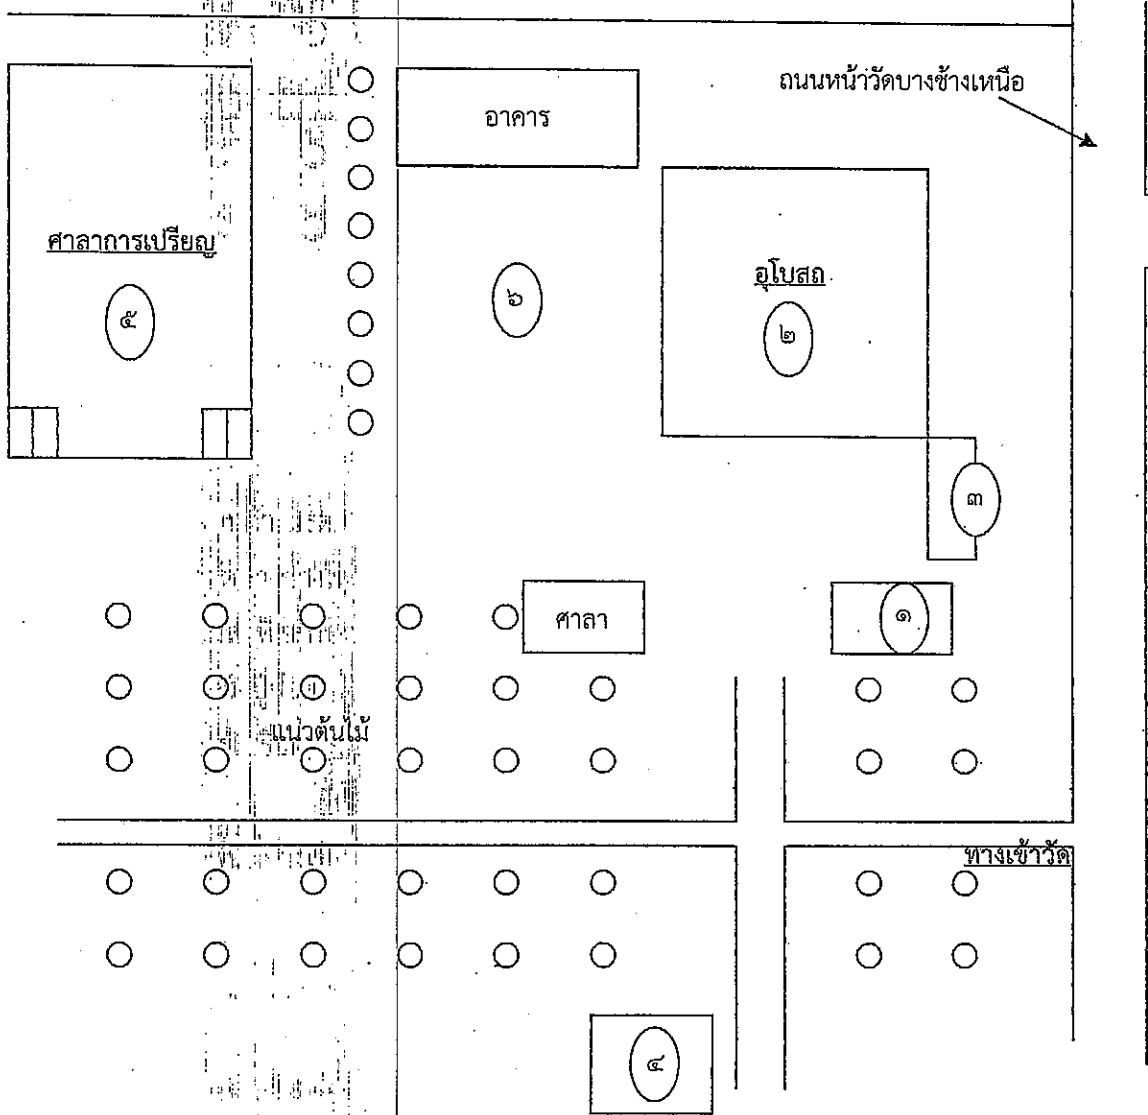 ถนนหน้าวัดบางช้างเหนือ
อาคาร
ศาลาการเปรียญ
๕
๖
อุโบสถ
๒
๓
ศาลา
๑
แนวต้นไม้
ทางเข้าวัด
๔